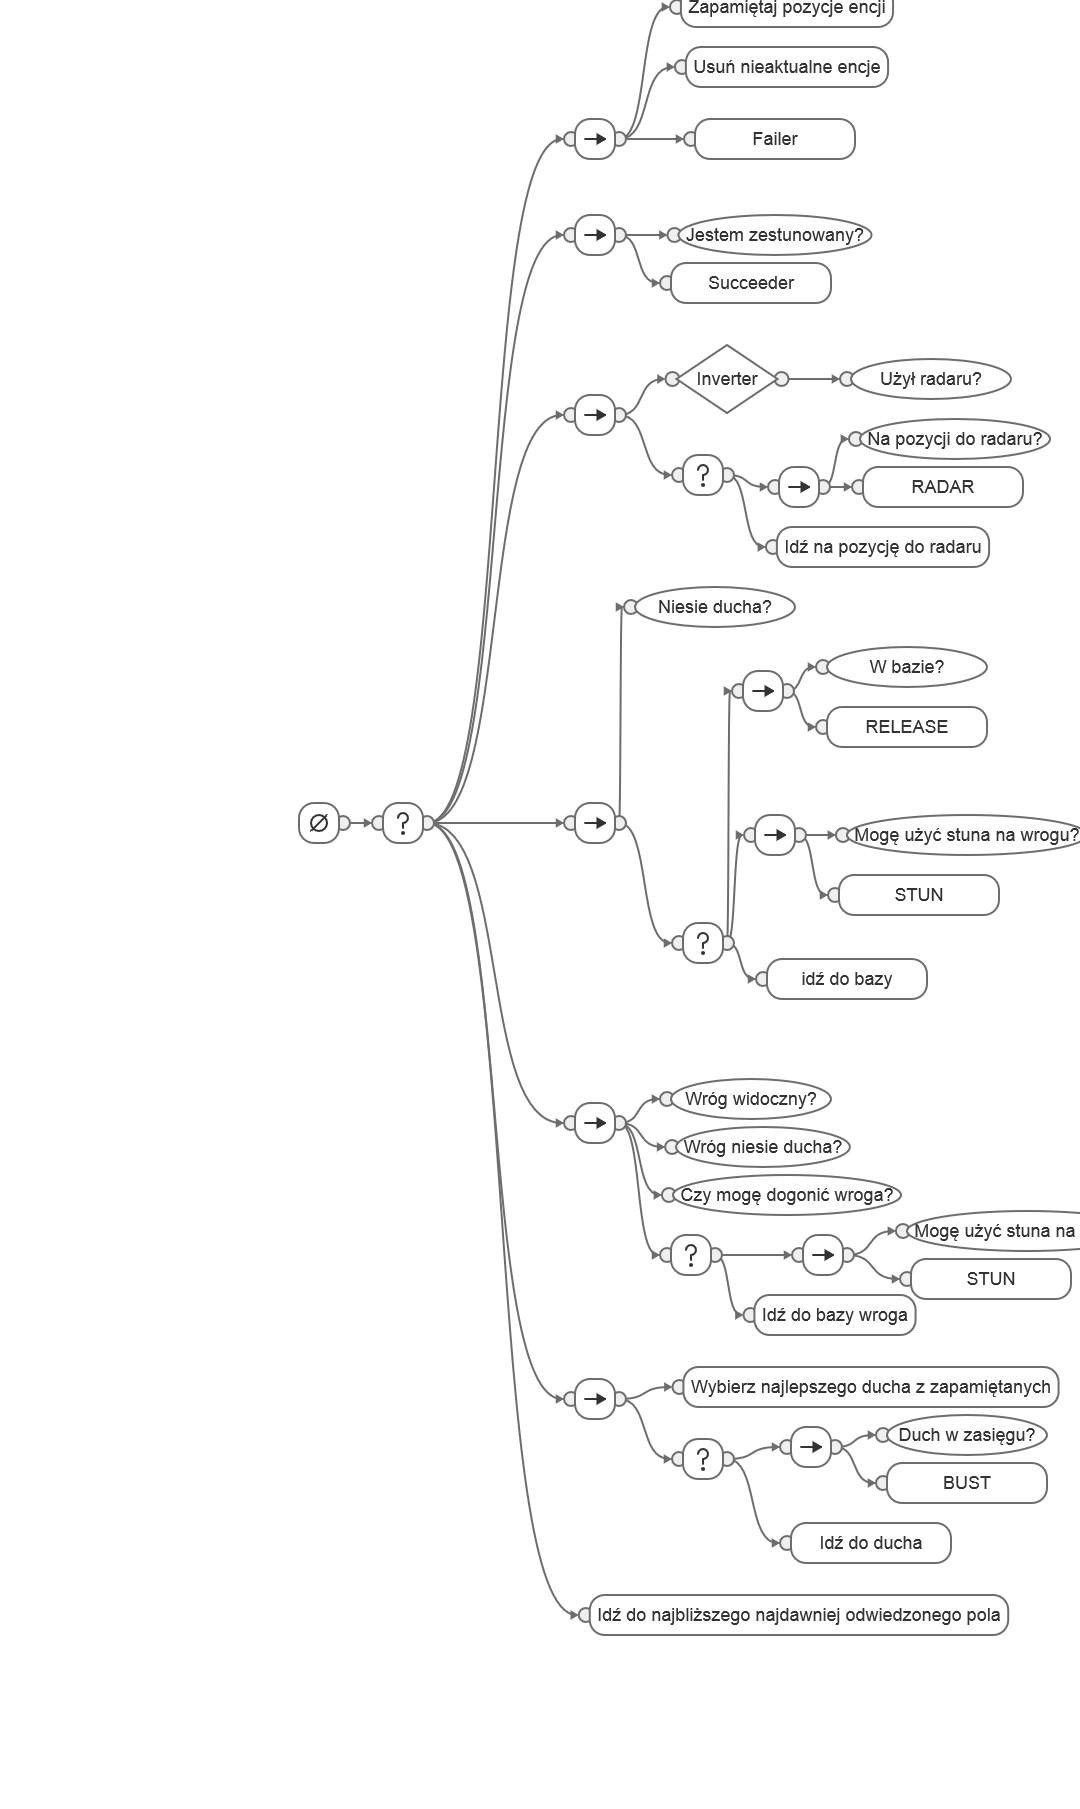 Zapamiętaj pozycje encji
Usuń nieaktualne encje
→
Failer
→
Jestem zestunowany?
Succeeder
Inverter
Użył radaru?
→
Na pozycji do radaru?
?
→
RADAR
Idź na pozycję do radaru
Niesie ducha?
W bazie?
→
RELEASE
∅
?
→
→
Mogę użyć stuna na wrogu?
STUN
?
idź do bazy
Wróg widoczny?
→
Wróg niesie ducha?
Czy mogę dogonić wroga?
Mogę użyć stuna na
?
→
STUN
Idź do bazy wroga
Wybierz najlepszego ducha z zapamiętanych
→
Duch w zasięgu?
?
→
BUST
Idź do ducha
Idź do najbliższego najdawniej odwiedzonego pola